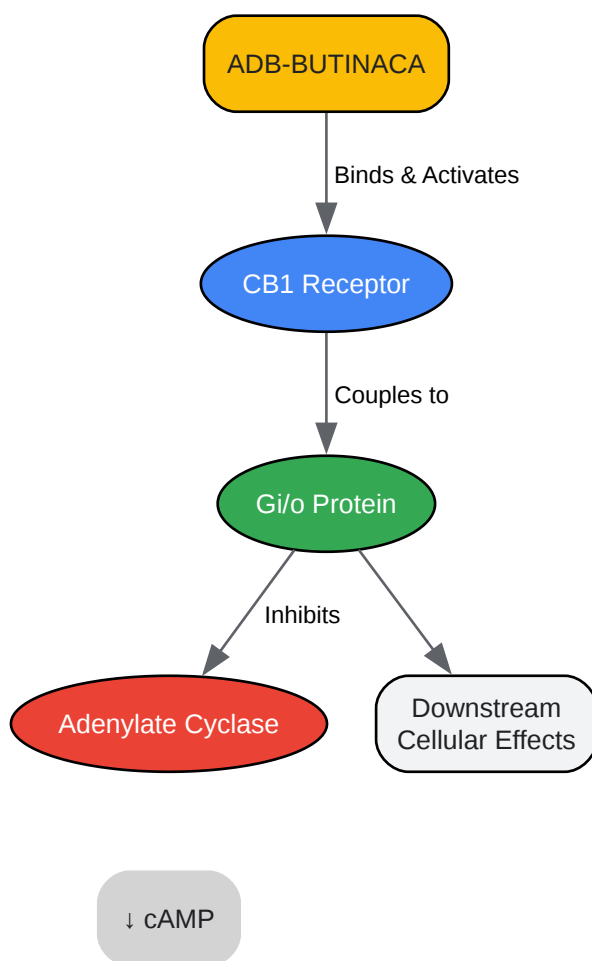 ADB-BUTINACA
Binds & Activates
CB1 Receptor
Couples to
Gi/o Protein
Inhibits
Adenylate Cyclase
Downstream
Cellular Effects
↓ cAMP